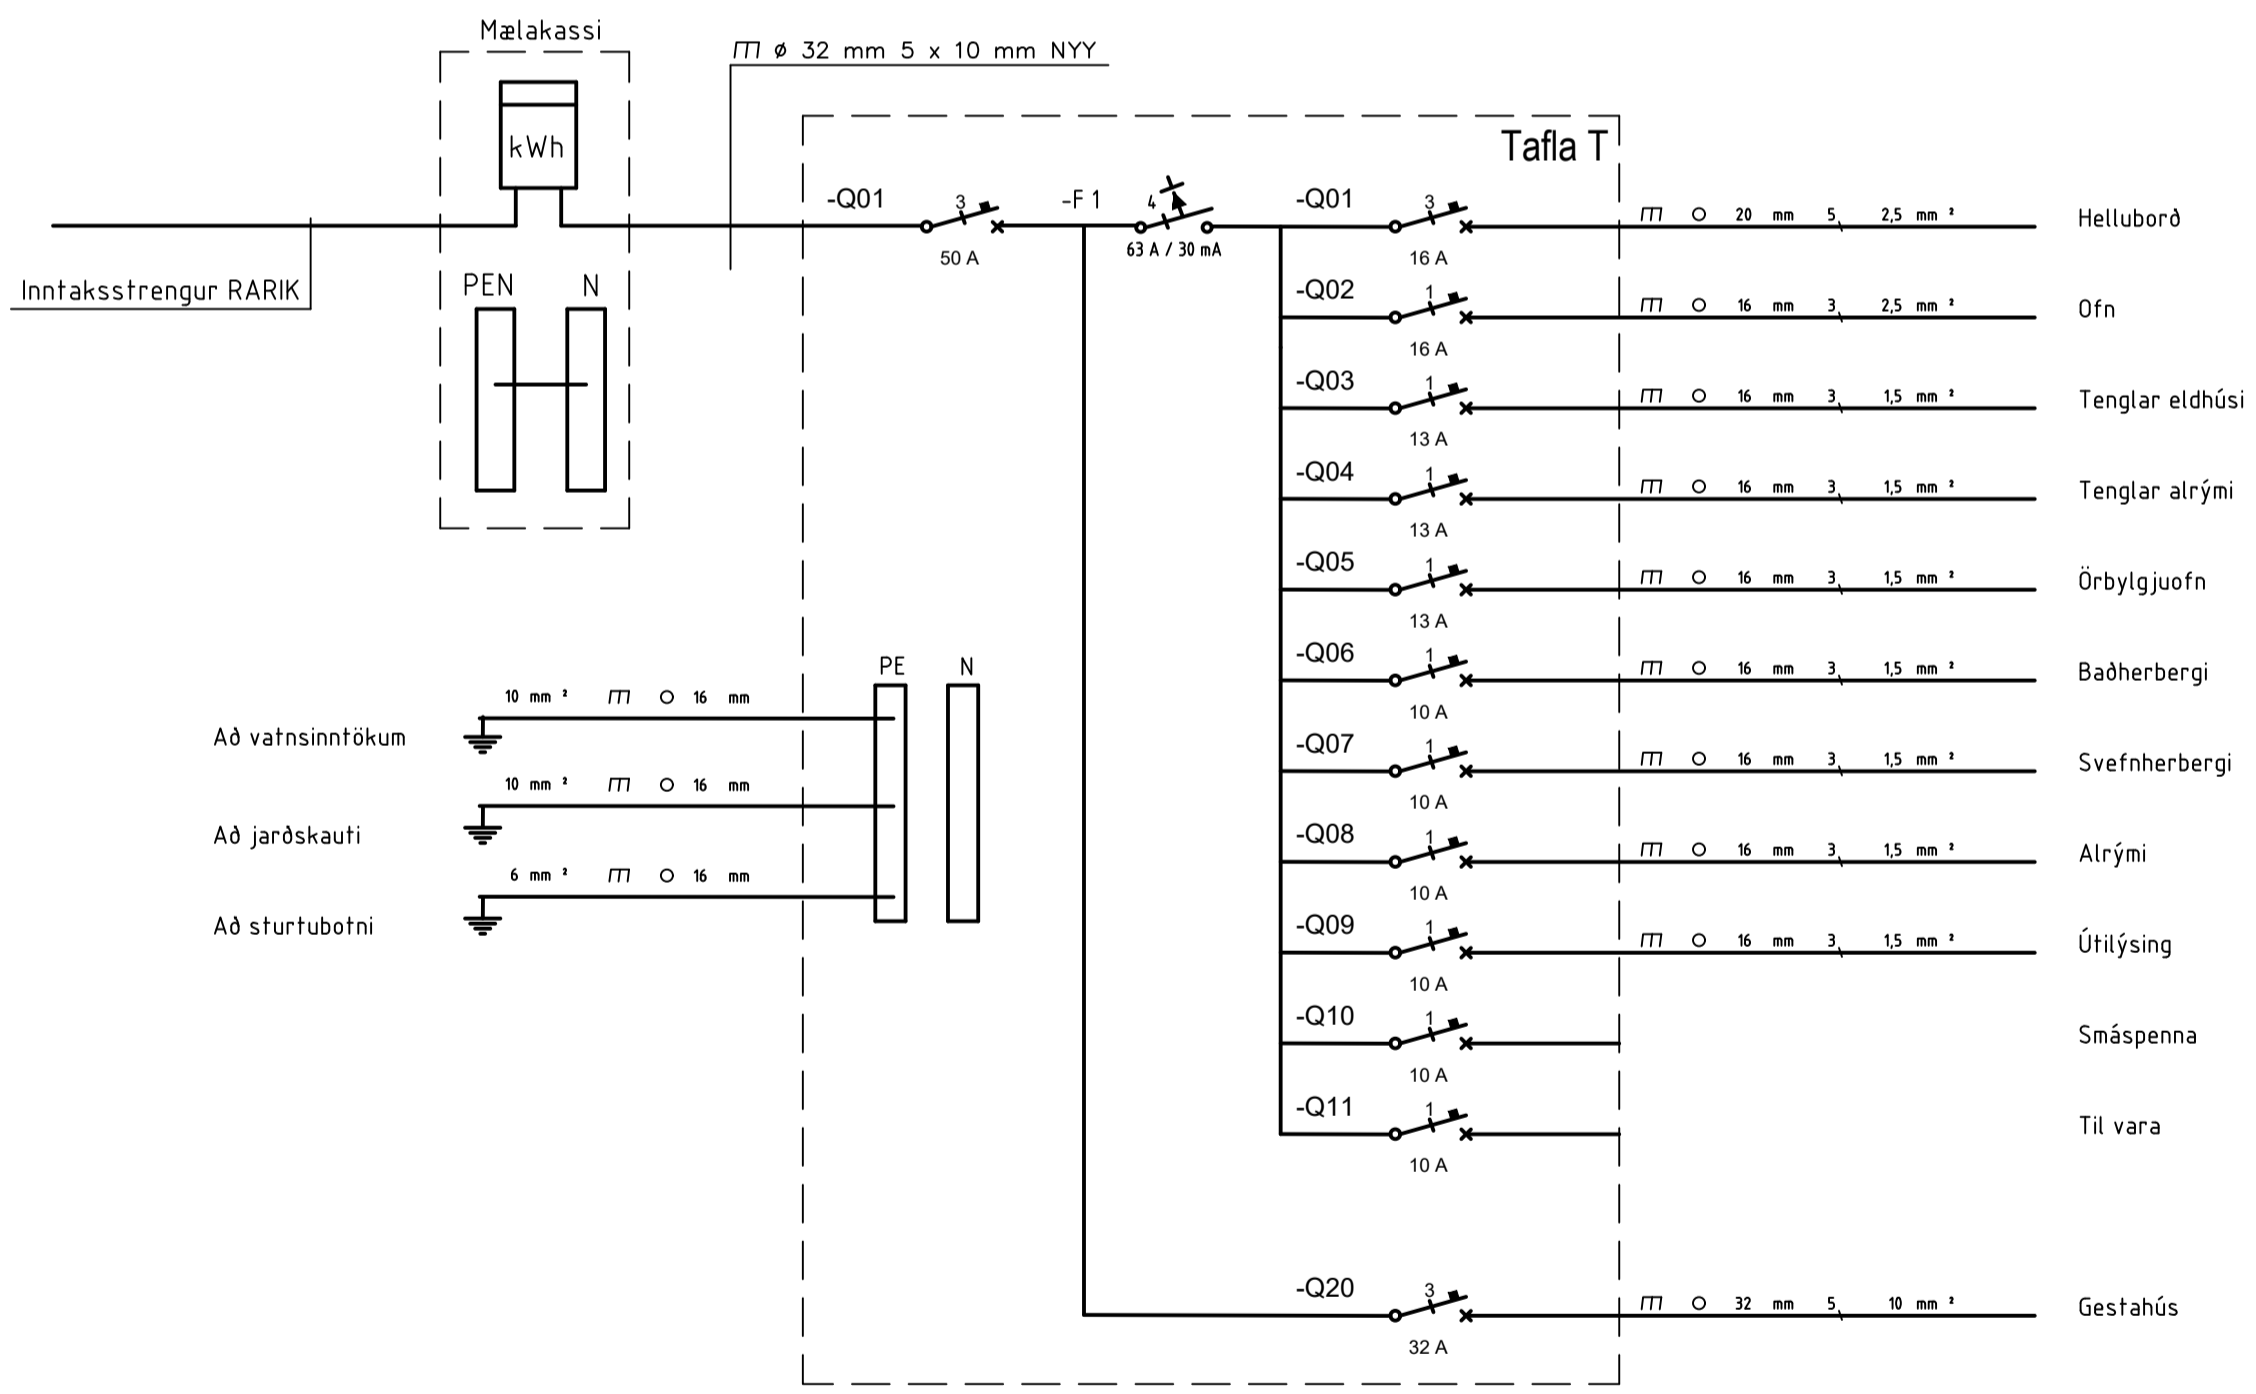 Mælakassi
ø 32 mm 5 x 10 mm NYY
kWh
Tafla T
Inntaksstrengur RARIK
PEN N
-Q01 3 50 A
-F 1 4 63 A / 30 mA
-Q01 3 16 A 20 mm 5 2,5 mm ² Helluborð
-Q02 1 16 A 16 mm 3 2,5 mm ² Ofn
-Q03 1 13 A 16 mm 3 1,5 mm ² Tenglar eldhúsi
-Q04 1 13 A 16 mm 3 1,5 mm ² Tenglar alrými
-Q05 1 13 A 16 mm 3 1,5 mm ² Örbylgjuofn
-Q06 1 10 A 16 mm 3 1,5 mm ² Baðherbergi
-Q07 1 10 A 16 mm 3 1,5 mm ² Svefnherbergi
-Q08 1 10 A 16 mm 3 1,5 mm ² Alrými
-Q09 1 10 A 16 mm 3 1,5 mm ² Útilýsing
-Q10 1 10 A Smáspenna
-Q11 1 10 A Til vara
-Q20 3 32 A 32 mm 5 10 mm ² Gestahús
PE N
10 mm ² 16 mm
Að vatnsinntökum
10 mm ² 16 mm
Að jarðskauti
6 mm ² 16 mm
Að sturtubotni